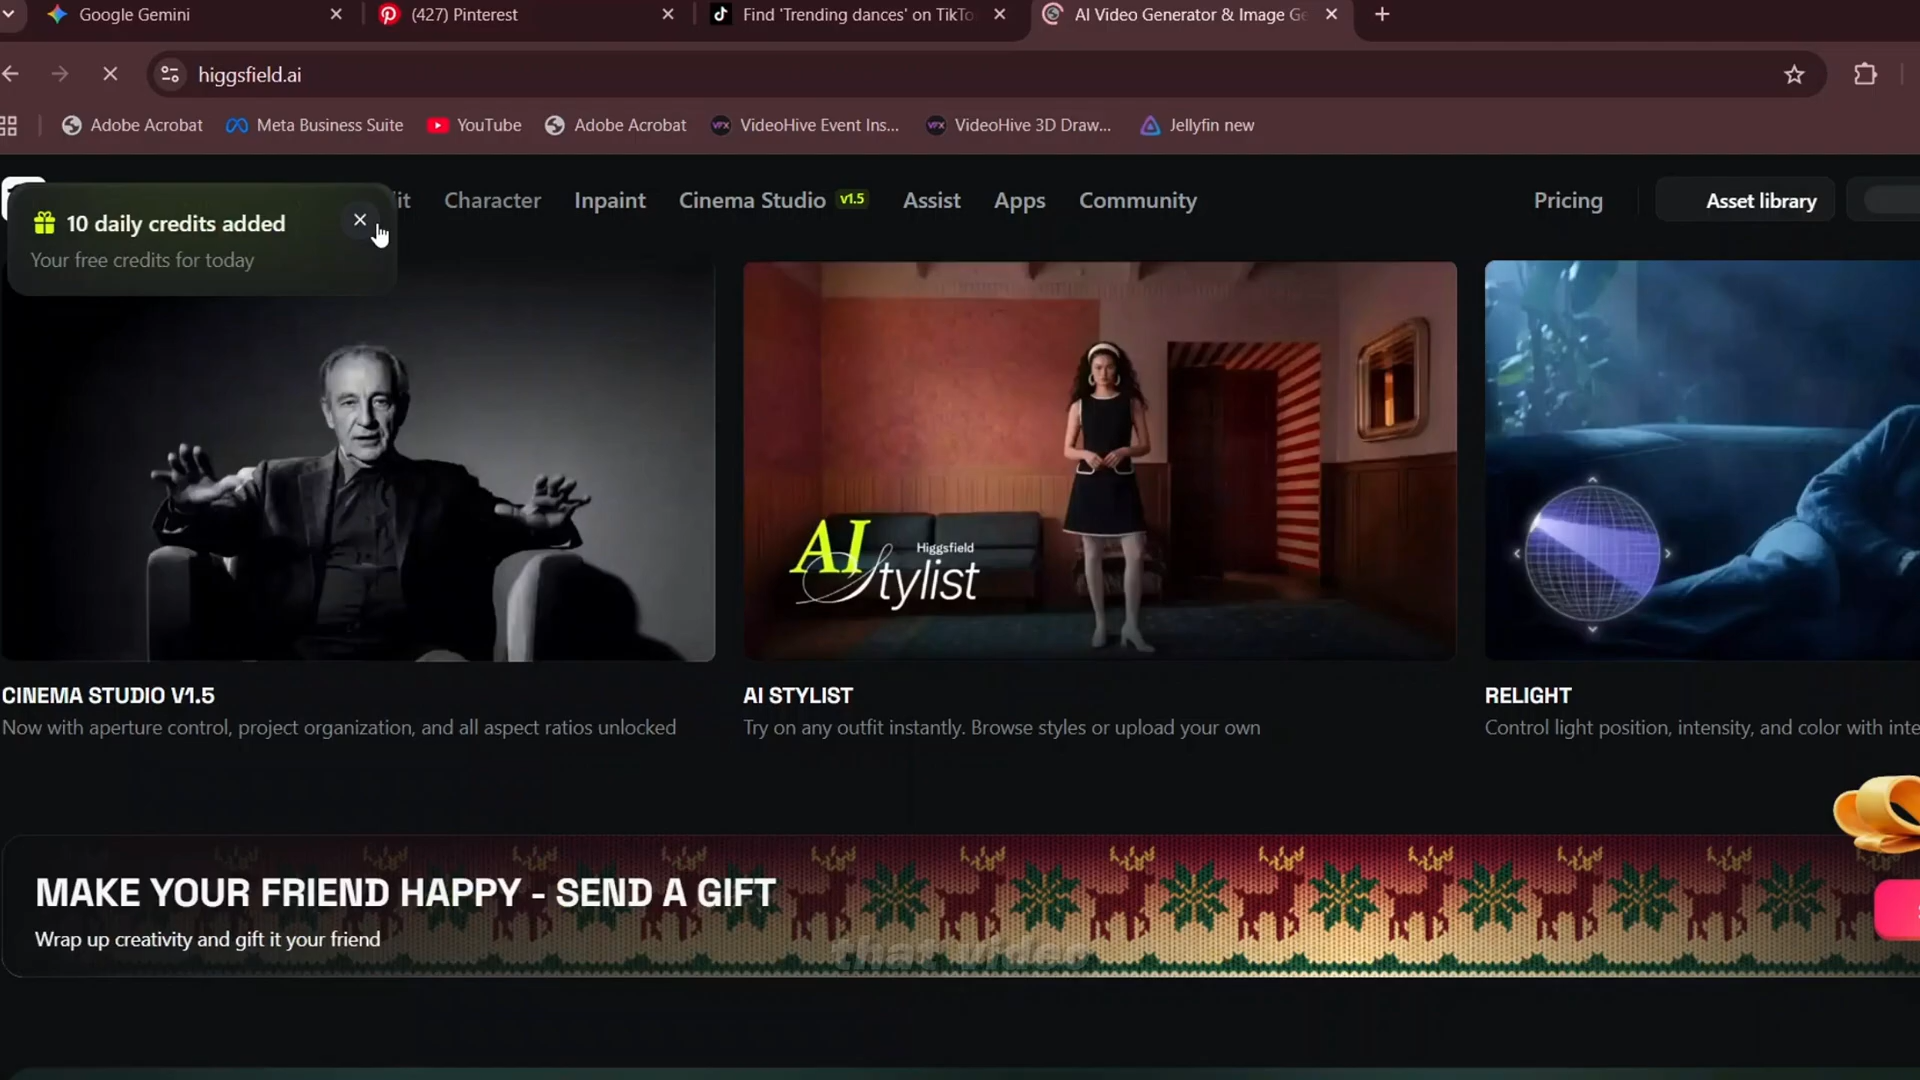 Google Gemini
(427) Pinterest
Find 'Trending dances' on TikTo
AI Video Generator & Image Ge
higgsfield.ai
Adobe Acrobat
Meta Business Suite
YouTube
Adobe Acrobat
VideoHive Event Ins...
VideoHive 3D Draw...
Jellyfin new
10 daily credits added
Your free credits for today
Character
Inpaint
Cinema Studio v1.5
Assist
Apps
Community
Pricing
Asset library
Higgsfield
AI Stylist
CINEMA STUDIO V1.5
Now with aperture control, project organization, and all aspect ratios unlocked
AI STYLIST
Try on any outfit instantly. Browse styles or upload your own
RELIGHT
Control light position, intensity, and color with inte
MAKE YOUR FRIEND HAPPY - SEND A GIFT
Wrap up creativity and gift it your friend
that video